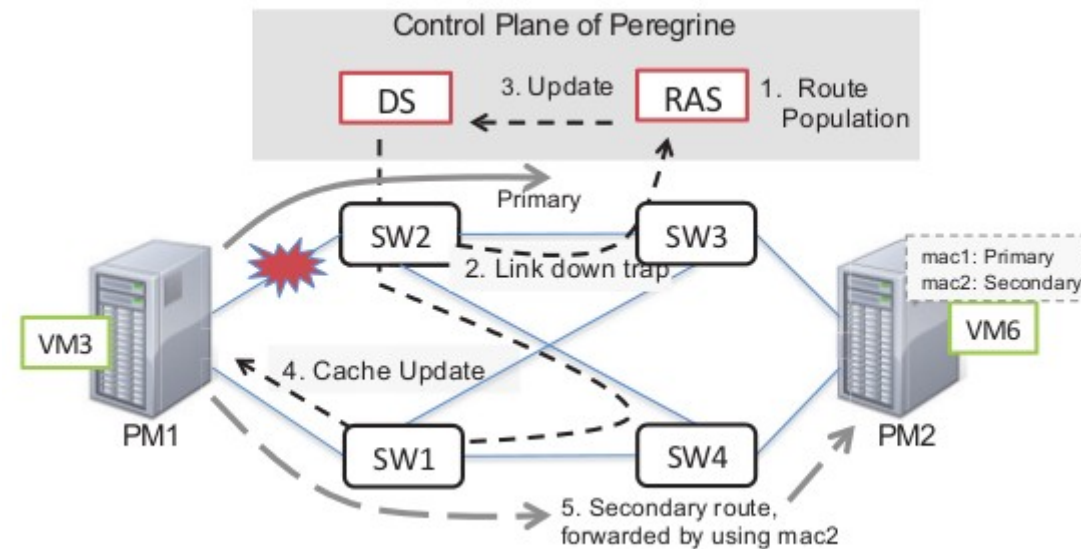 Control Plane of Peregrine
DS
3. Update
RAS
1. Route
Population
Primary
SW2
SW3
2. Link down trap
mac1: Primary
mac2: Secondary
VM3
VM6
4. Cache Update
PM1
PM2
SW1
SW4
5. Secondary route,
forwarded by using mac2